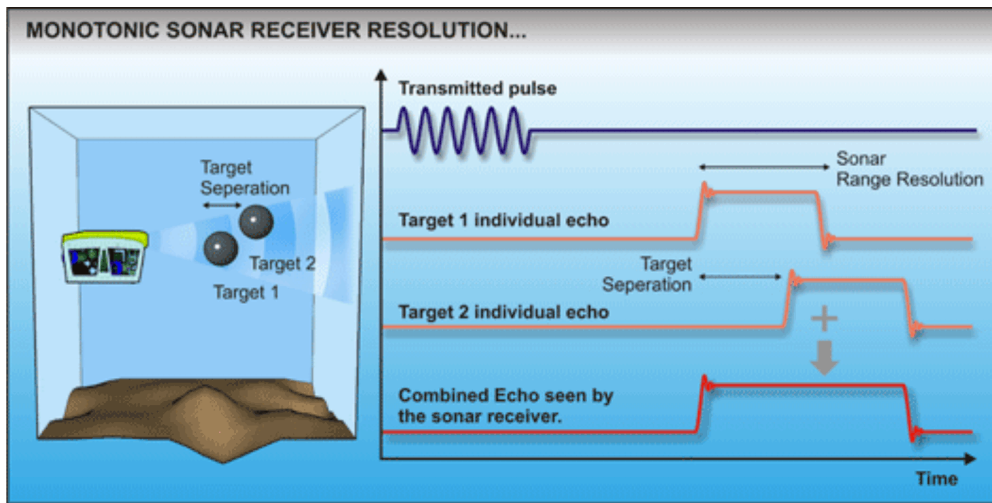 MONOTONIC SONAR RECEIVER RESOLUTION...
Target
Seperation
Target 2
Target 1
Transmitted pulse
Sonar
Range Resolution
Target 1 individual echo
Target
Seperation
Target 2 individual echo
+
Combined Echo seen by
the sonar receiver.
Time